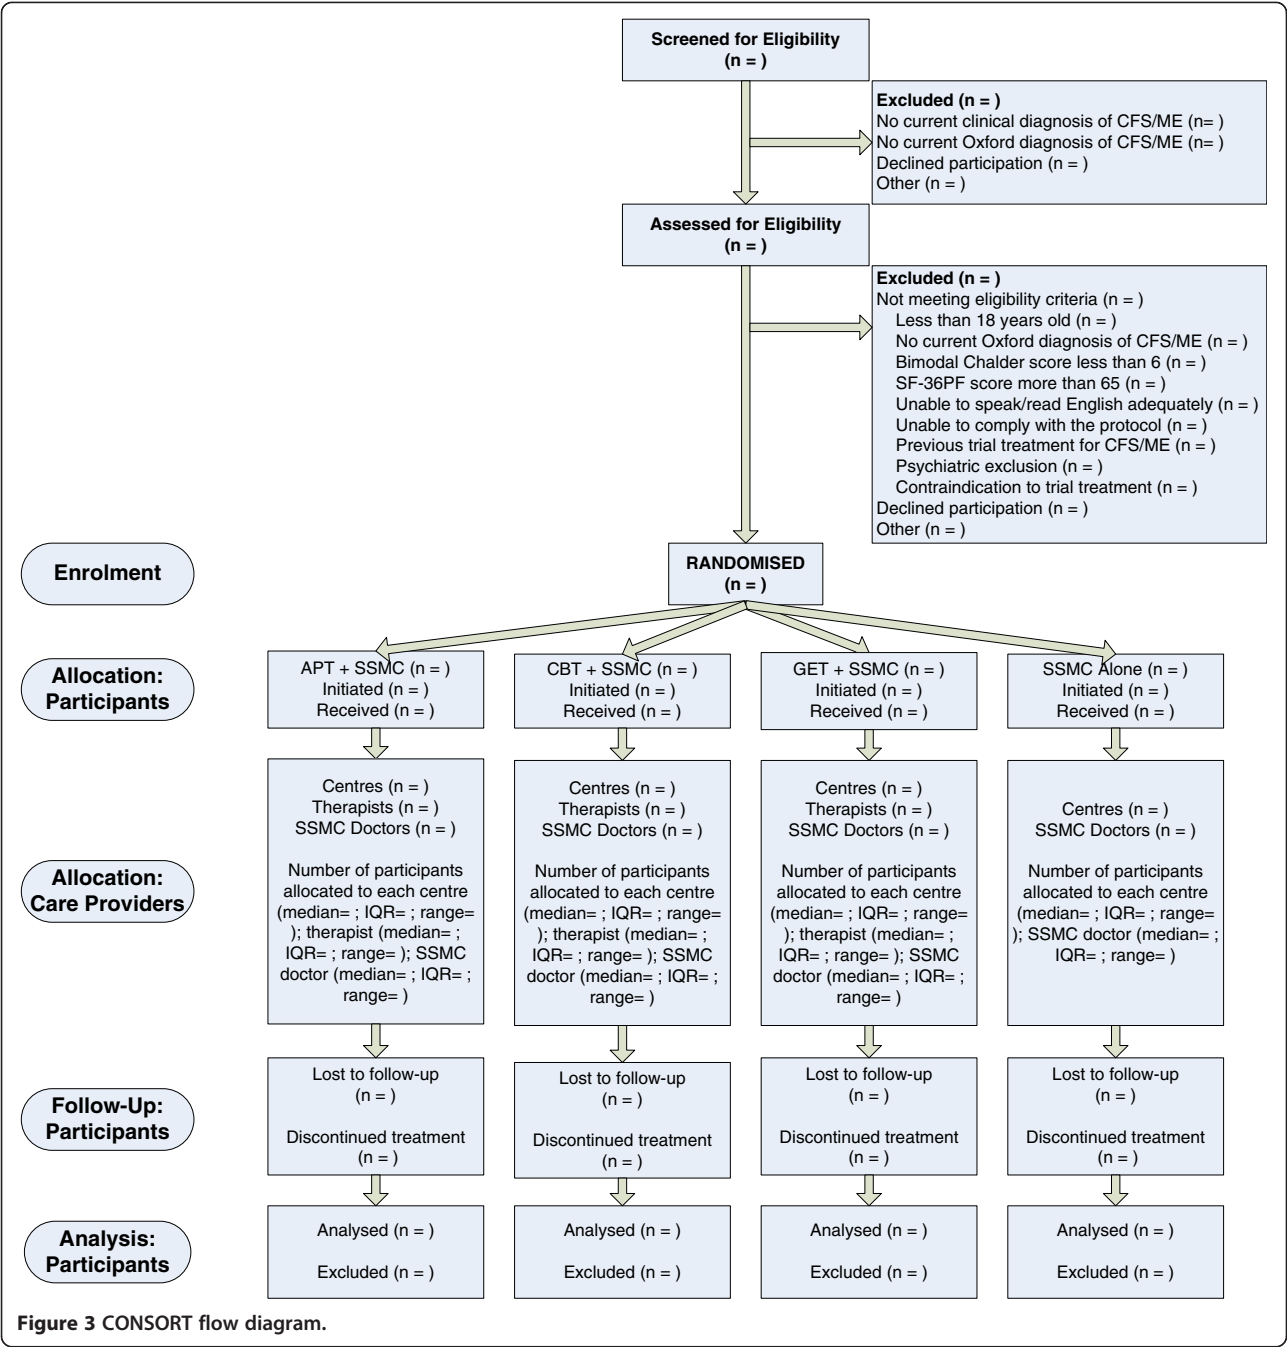 Screened for Eligibility
(n = )
Excluded (n = )
No current clinical diagnosis of CFS/ME (n= )
No current Oxford diagnosis of CFS/ME (n= )
Declined participation (n = )
Other (n = )
Assessed for Eligibility
(n = )
Excluded (n = )
Not meeting eligibility criteria (n = )
Less than 18 years old (n = )
No current Oxford diagnosis of CFS/ME (n = )
Bimodal Chalder score less than 6 (n = )
SF-36PF score more than 65 (n = )
Unable to speak/read English adequately (n = )
Unable to comply with the protocol (n = )
Previous trial treatment for CFS/ME (n = )
Psychiatric exclusion (n = )
Contraindication to trial treatment (n = )
Declined participation (n = )
Other (n = )
Enrolment
RANDOMISED
(n = )
Allocation:
Participants
APT + SSMC (n = )
Initiated (n = )
Received (n = )
CBT + SSMC (n = )
Initiated (n = )
Received (n = )
GET + SSMC (n = )
Initiated (n = )
Received (n = )
SSMC Alone (n = )
Initiated (n = )
Received (n = )
Allocation:
Care Providers
Centres (n = )
Therapists (n = )
SSMC Doctors (n = )
Number of participants
allocated to each centre
(median= ; IQR= ; range=
); therapist (median= ;
IQR= ; range= ); SSMC
doctor (median= ; IQR= ;
range= )
Centres (n = )
Therapists (n = )
SSMC Doctors (n = )
Number of participants
allocated to each centre
(median= ; IQR= ; range=
); therapist (median= ;
IQR= ; range= ); SSMC
doctor (median= ; IQR= ;
range= )
Centres (n = )
Therapists (n = )
SSMC Doctors (n = )
Number of participants
allocated to each centre
(median= ; IQR= ; range=
); therapist (median= ;
IQR= ; range= ); SSMC
doctor (median= ; IQR= ;
range= )
Centres (n = )
SSMC Doctors (n = )
Number of participants
allocated to each centre
(median= ; IQR= ; range=
); SSMC doctor (median= ;
IQR= ; range= )
Follow-Up:
Participants
Lost to follow-up
(n = )
Discontinued treatment
(n = )
Lost to follow-up
(n = )
Discontinued treatment
(n = )
Lost to follow-up
(n = )
Discontinued treatment
(n = )
Lost to follow-up
(n = )
Discontinued treatment
(n = )
Analysis:
Participants
Analysed (n = )
Excluded (n = )
Analysed (n = )
Excluded (n = )
Analysed (n = )
Excluded (n = )
Analysed (n = )
Excluded (n = )
Figure 3 CONSORT flow diagram.